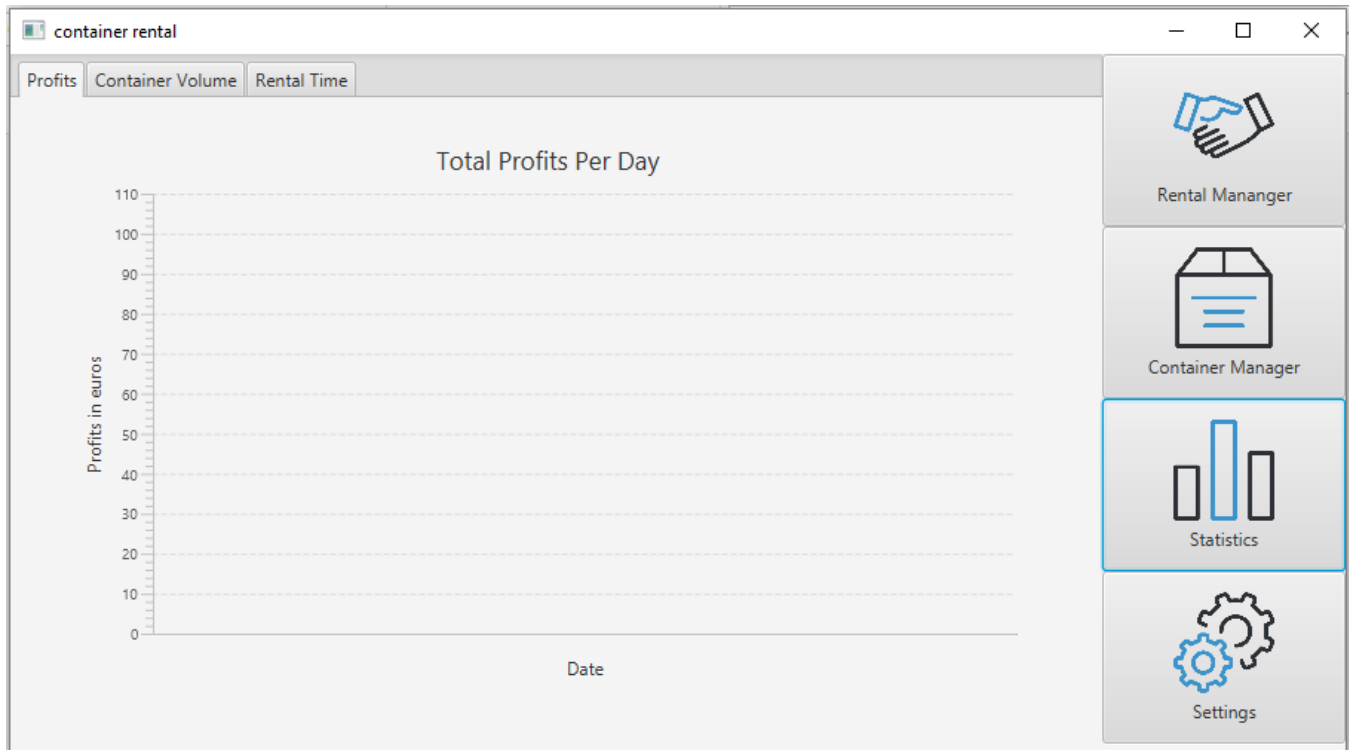 container rental
Profits Container Volume Rental Time
Total Profits Per Day
110
100
90
80
70
60
50
40
30
20
10
0
Profits in euros
Date
Rental Mananger
Container Manager
Statistics
Settings